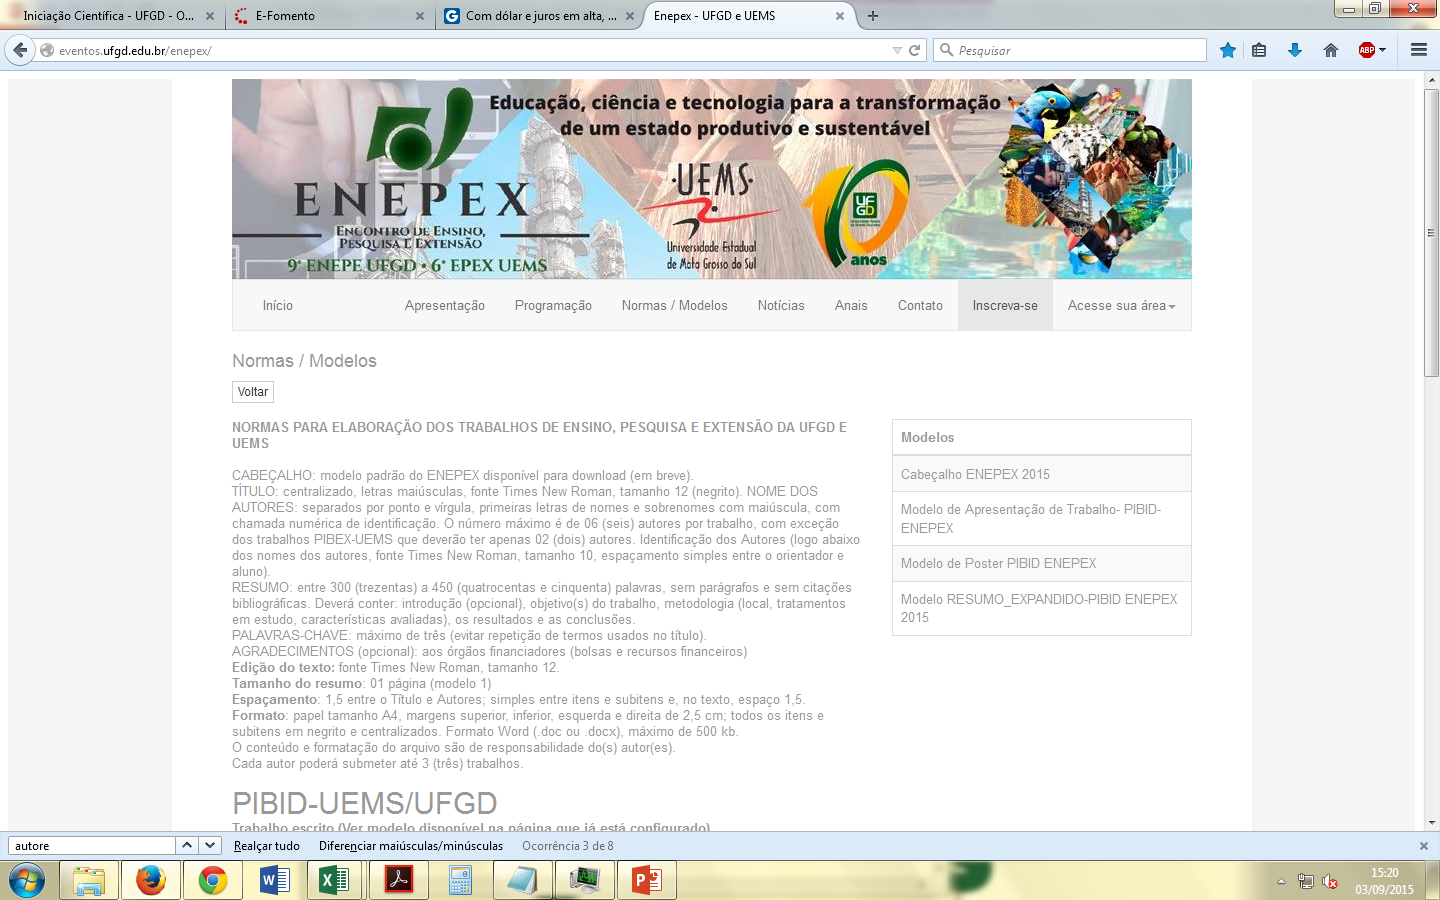 Iniciação Científica - UFGD - O...
E-Fomento
Com dólar e juros em alta, ...
Enepex - UFGD e UEMS
eventos.ufgd.edu.br/enepex/
Pesquisar
ABP
Educação, ciência e tecnologia para a transformação
de um estado produtivo e sustentável
ENEPEX
ENCONTRO DE ENSINO,
PESQUISA E EXTENSÃO
9º ENEPE UFGD • 6º EPEX UEMS
UEMS
Universidade Estadual
de Mato Grosso do Sul
UF
GD
anos
Início
Apresentação
Programação
Normas / Modelos
Notícias
Anais
Contato
Inscreva-se
Acesse sua área
Normas / Modelos
Voltar
NORMAS PARA ELABORAÇÃO DOS TRABALHOS DE ENSINO, PESQUISA E EXTENSÃO DA UFGD E
UEMS
CABEÇALHO: modelo padrão do ENEPEX disponível para download (em breve).
TÍTULO: centralizado, letras maiúsculas, fonte Times New Roman, tamanho 12 (negrito). NOME DOS
AUTORES: separados por ponto e vírgula, primeiras letras de nomes e sobrenomes com maiúscula, com
chamada numérica de identificação. O número máximo é de 06 (seis) autores por trabalho, com exceção
dos trabalhos PIBEX-UEMS que deverão ter apenas 02 (dois) autores. Identificação dos Autores (logo abaixo
dos nomes dos autores, fonte Times New Roman, tamanho 10, espaçamento simples entre o orientador e
aluno).
RESUMO: entre 300 (trezentas) a 450 (quatrocentas e cinquenta) palavras, sem parágrafos e sem citações
bibliográficas. Deverá conter: introdução (opcional), objetivo(s) do trabalho, metodologia (local, tratamentos
em estudo, características avaliadas), os resultados e as conclusões.
PALAVRAS-CHAVE: máximo de três (evitar repetição de termos usados no título).
AGRADECIMENTOS (opcional): aos órgãos financiadores (bolsas e recursos financeiros)
Edição do texto: fonte Times New Roman, tamanho 12.
Tamanho do resumo: 01 página (modelo 1)
Espaçamento: 1,5 entre o Título e Autores; simples entre itens e subitens e, no texto, espaço 1,5.
Formato: papel tamanho A4, margens superior, inferior, esquerda e direita de 2,5 cm; todos os itens e
subitens em negrito e centralizados. Formato Word (.doc ou .docx), máximo de 500 kb.
O conteúdo e formatação do arquivo são de responsabilidade do(s) autor(es).
Cada autor poderá submeter até 3 (três) trabalhos.
PIBID-UEMS/UFGD
Trabalho escrito (Ver modelo disponível na página que já está configurado)
Modelos
Cabeçalho ENEPEX 2015
Modelo de Apresentação de Trabalho- PIBID-
ENEPEX
Modelo de Poster PIBID ENEPEX
Modelo RESUMO_EXPANDIDO-PIBID ENEPEX
2015
autore
Realçar tudo
Diferenciar maiúsculas/minúsculas
Ocorrência 3 de 8
15:20
03/09/2015